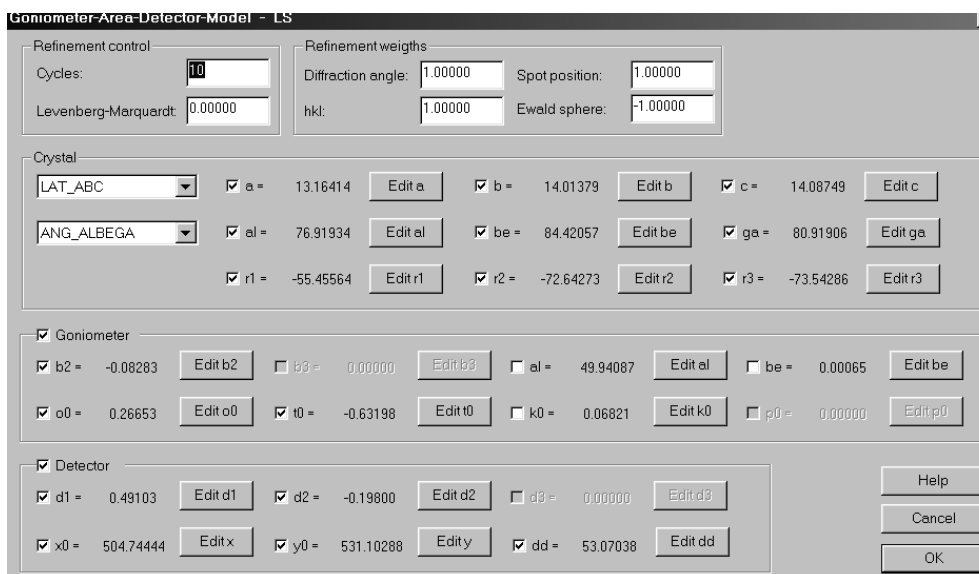 Goniometer-Area-Detector-Model - LS
Refinement control
Refinement weigths
Cycles: 10
Diffraction angle: 1.00000 Spot position: 1.00000
Levenberg-Marquardt: 0.00000
hkl: 1.00000 Ewald sphere: -1.00000
Crystal
LAT_ABC a = 13.16414 Edit a b = 14.01379 Edit b c = 14.08749 Edit c
ANG_ALBEGA al = 76.91934 Edit al be = 84.42057 Edit be ga = 80.91906 Edit ga
r1 = -55.45564 Edit r1 r2 = -72.64273 Edit r2 r3 = -73.54286 Edit r3
Goniometer
b2 = -0.08283 Edit b2 b3 = 0.00000 Edit b3 al = 49.94087 Edit al be = 0.00065 Edit be
o0 = 0.26653 Edit o0 t0 = -0.63198 Edit t0 k0 = 0.06821 Edit k0 p0 = 0.00000 Edit p0
Detector
d1 = 0.49103 Edit d1 d2 = -0.19800 Edit d2 d3 = 0.00000 Edit d3
x0 = 504.74444 Edit x y0 = 531.10288 Edit y dd = 53.07038 Edit dd
Help
Cancel
OK